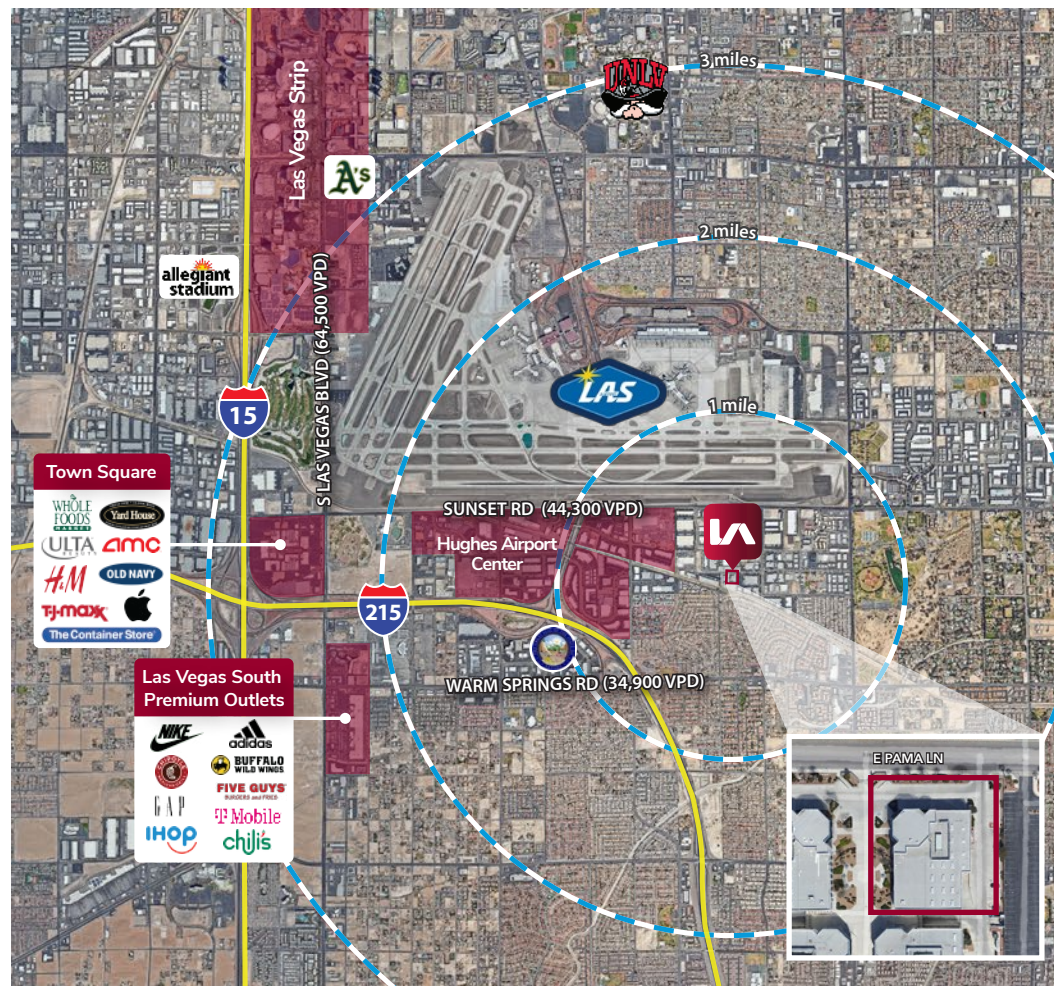 3 miles
UNLV
Las Vegas Strip
A's
2 miles
allegiant
stadium
S LAS VEGAS BLVD (64,500 VPD)
LAS
15
1 mile
Town Square
WHOLE
FOODS
MARKET
Yard House
ULTA
BEAUTY
amc
H&M
OLD NAVY
T·J·maxx
The Container Store
SUNSET RD (44,300 VPD)
Hughes Airport
Center
215
WARM SPRINGS RD (34,900 VPD)
Las Vegas South
Premium Outlets
NIKE
adidas
CHIPOTLE
BUFFALO
WILD WINGS
GAP
FIVE GUYS
BURGERS and FRIES
T Mobile
IHOP
chili's
E PAMA LN